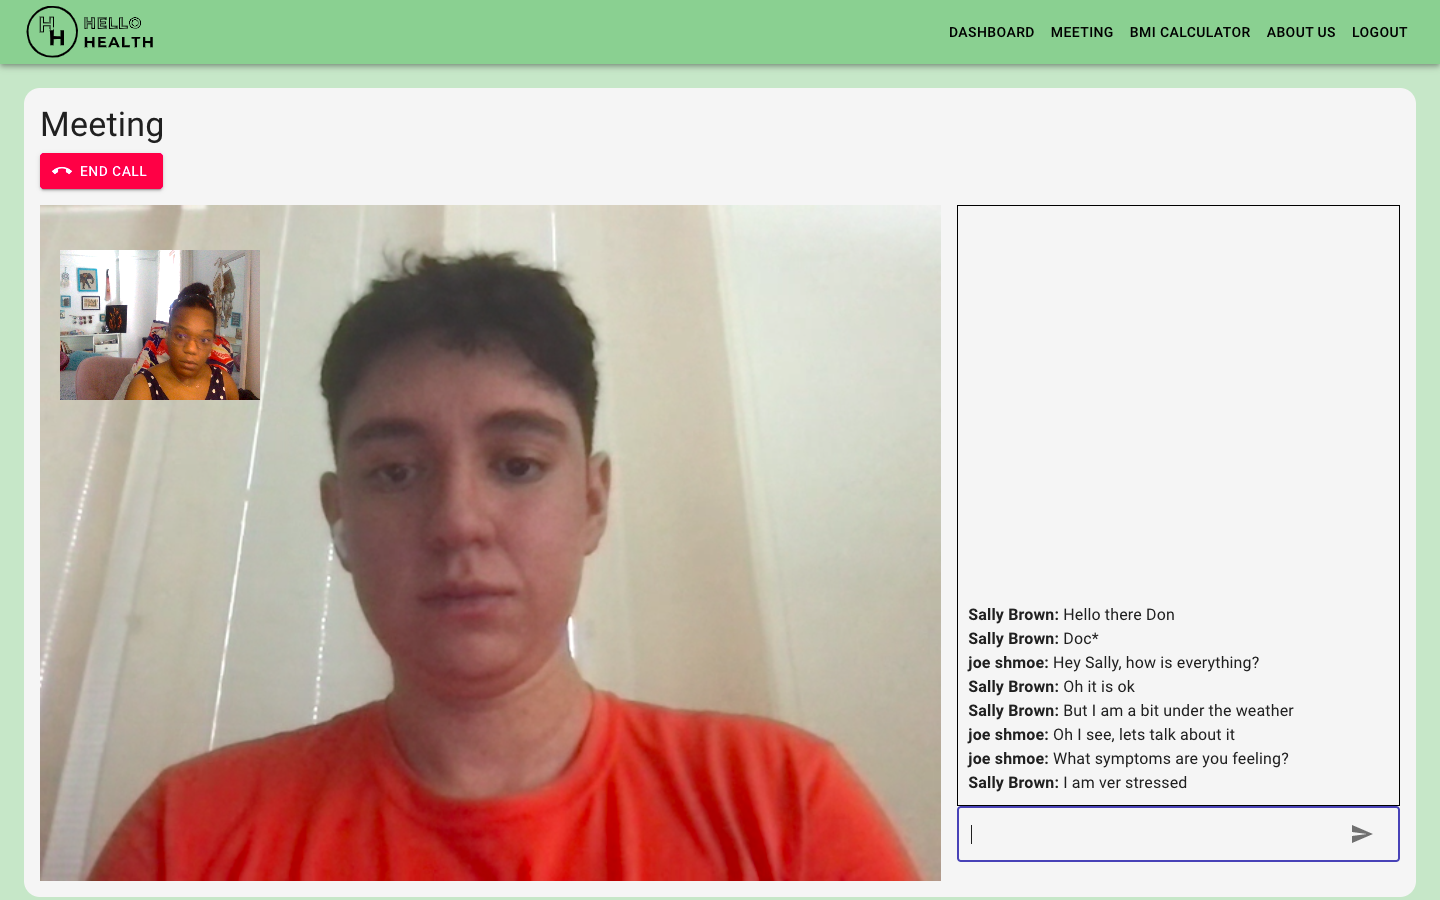 HH HELLO
HEALTH
DASHBOARD MEETING BMI CALCULATOR ABOUT US LOGOUT
Meeting
END CALL
Sally Brown: Hello there Don
Sally Brown: Doc*
joe shmoe: Hey Sally, how is everything?
Sally Brown: Oh it is ok
Sally Brown: But I am a bit under the weather
joe shmoe: Oh I see, lets talk about it
joe shmoe: What symptoms are you feeling?
Sally Brown: I am ver stressed